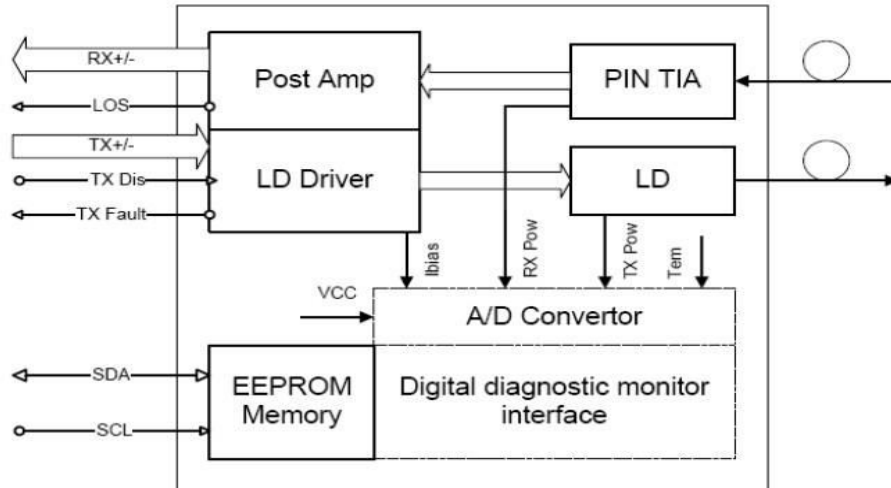 RX+/-
Post Amp
PIN TIA
LOS
TX+/-
TX Dis
LD Driver
LD
TX Fault
Ibias
RX Pow
TX Pow
Tem
VCC
A/D Convertor
SDA
EEPROM
Memory
Digital diagnostic monitor
interface
SCL